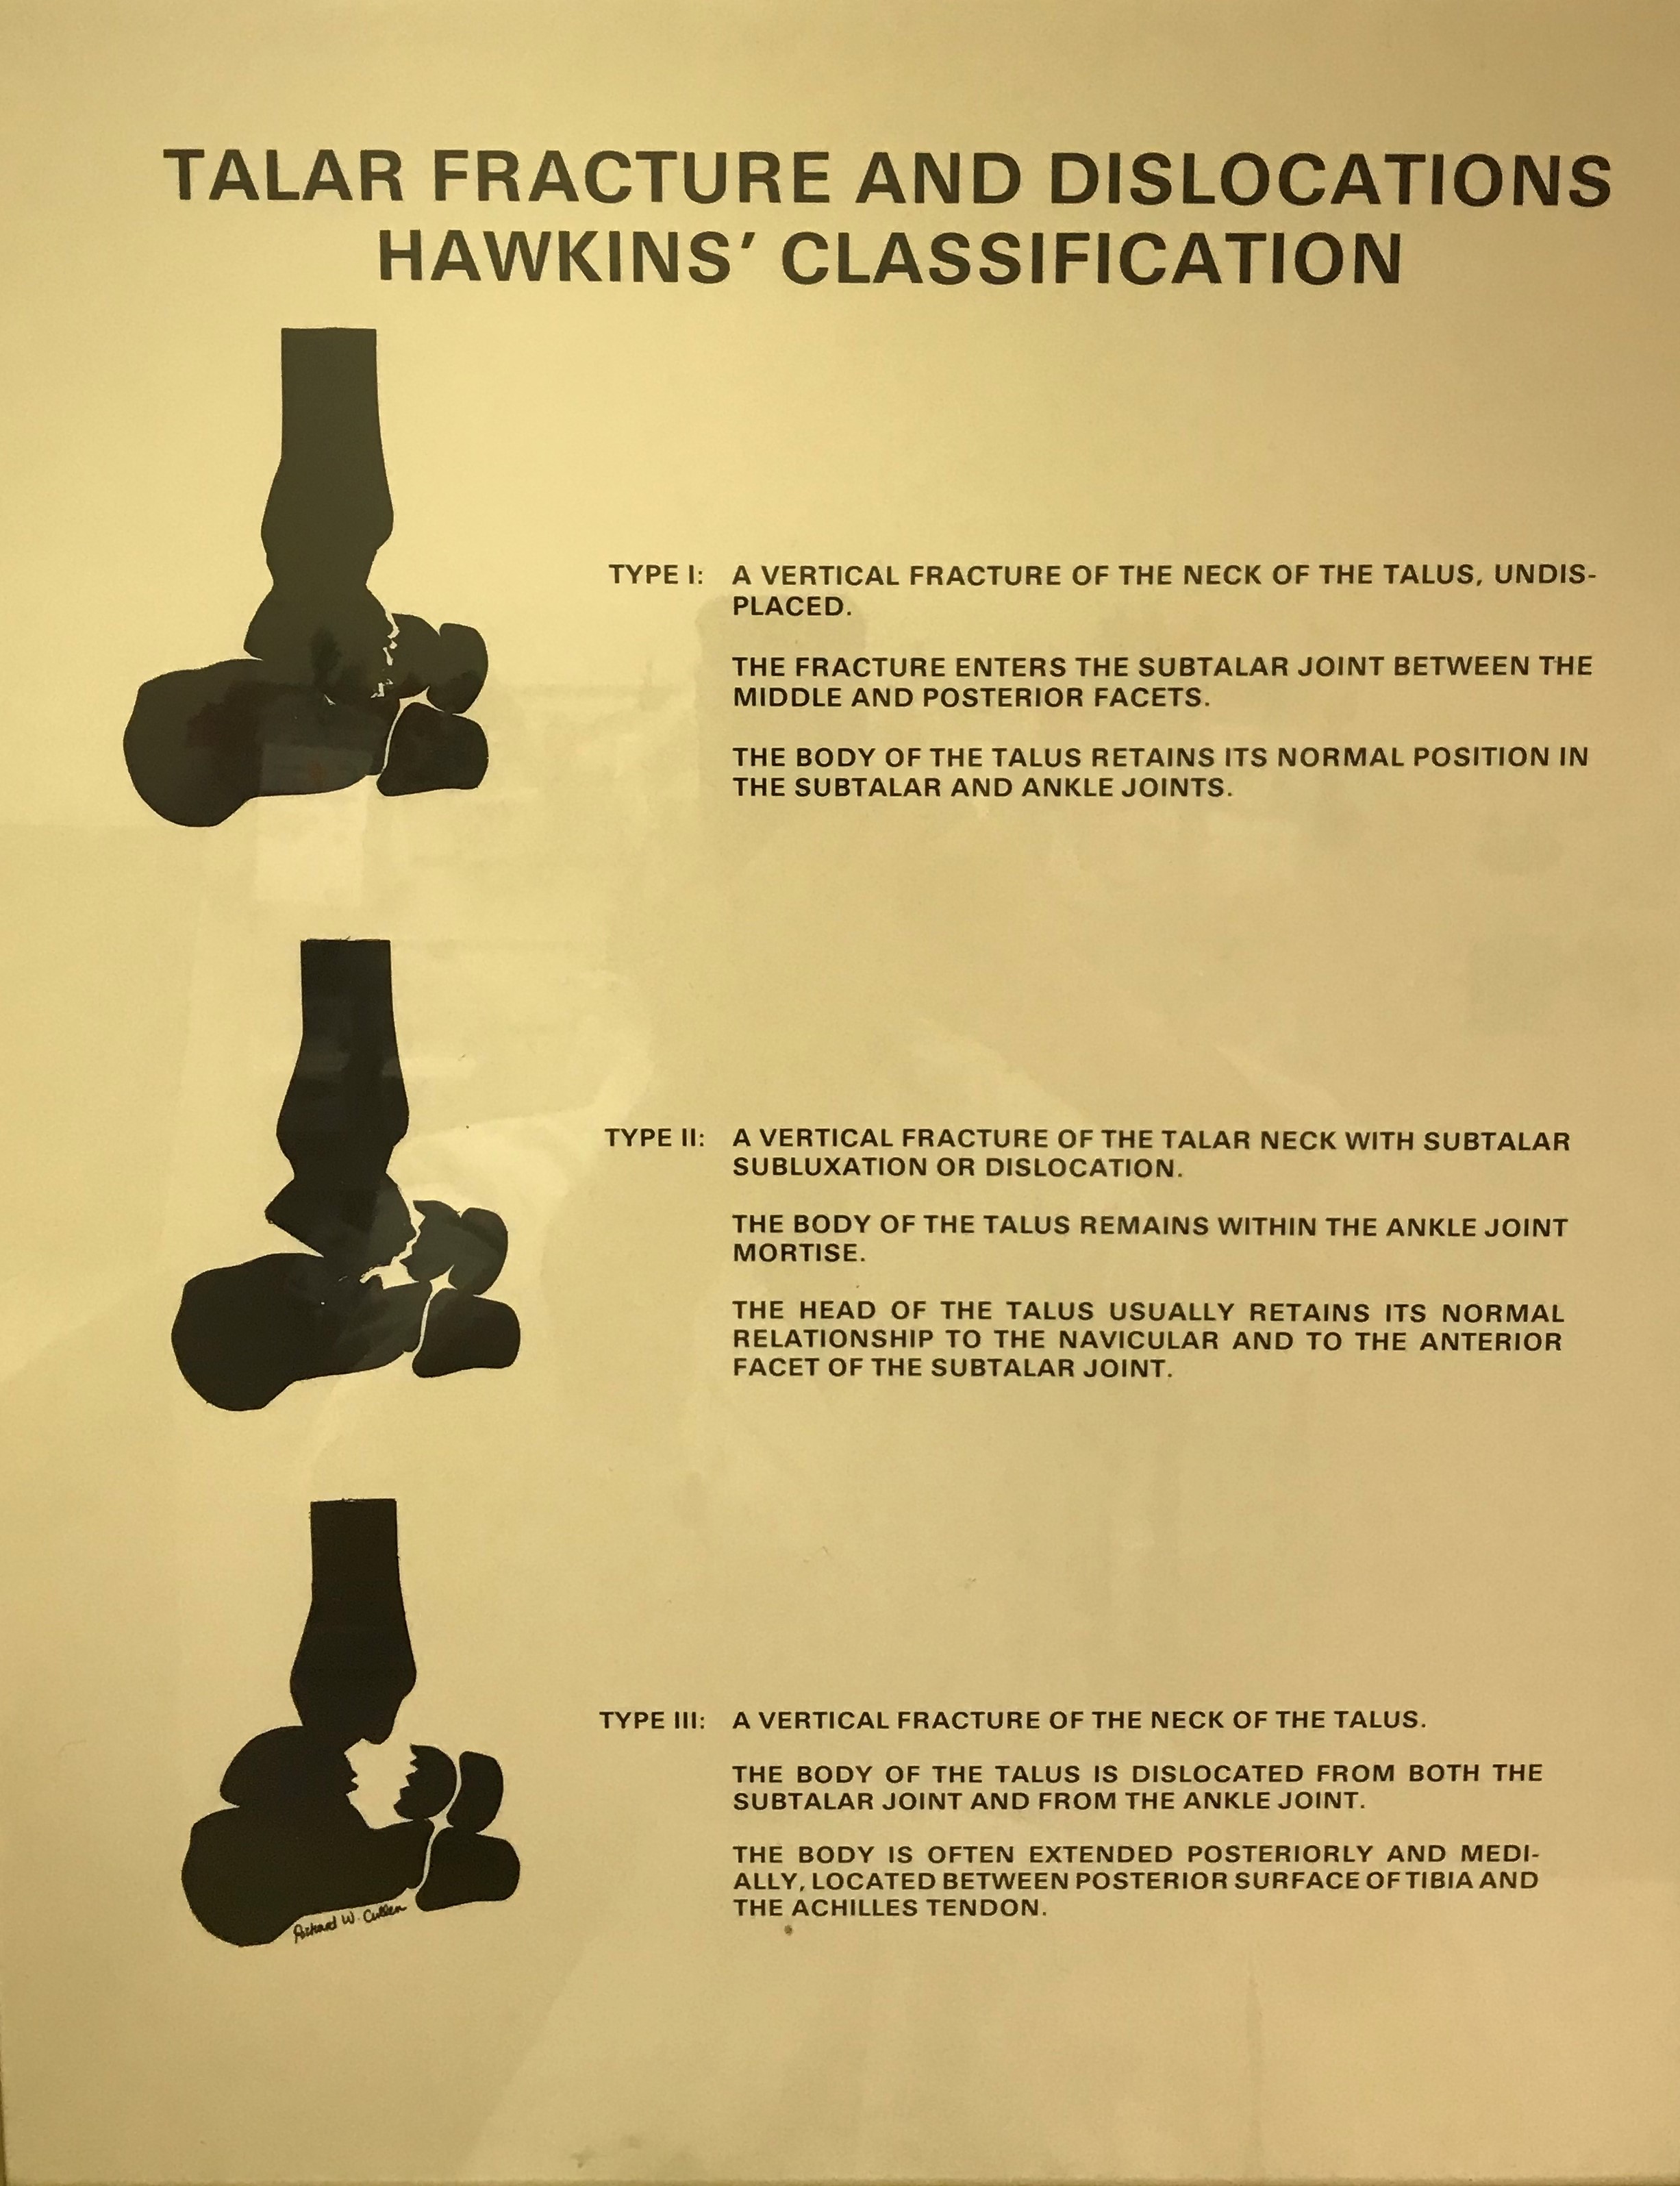 TALAR FRACTURE AND DISLOCATIONS
HAWKINS' CLASSIFICATION
TYPE I: A VERTICAL FRACTURE OF THE NECK OF THE TALUS, UNDIS-
PLACED.
THE FRACTURE ENTERS THE SUBTALAR JOINT BETWEEN THE
MIDDLE AND POSTERIOR FACETS.
THE BODY OF THE TALUS RETAINS ITS NORMAL POSITION IN
THE SUBTALAR AND ANKLE JOINTS.
TYPE II: A VERTICAL FRACTURE OF THE TALAR NECK WITH SUBTALAR
SUBLUXATION OR DISLOCATION.
THE BODY OF THE TALUS REMAINS WITHIN THE ANKLE JOINT
MORTISE.
THE HEAD OF THE TALUS USUALLY RETAINS ITS NORMAL
RELATIONSHIP TO THE NAVICULAR AND TO THE ANTERIOR
FACET OF THE SUBTALAR JOINT.
TYPE III: A VERTICAL FRACTURE OF THE NECK OF THE TALUS.
THE BODY OF THE TALUS IS DISLOCATED FROM BOTH THE
SUBTALAR JOINT AND FROM THE ANKLE JOINT.
THE BODY IS OFTEN EXTENDED POSTERIORLY AND MEDI-
ALLY, LOCATED BETWEEN POSTERIOR SURFACE OF TIBIA AND
THE ACHILLES TENDON.
Richard W. Cullen